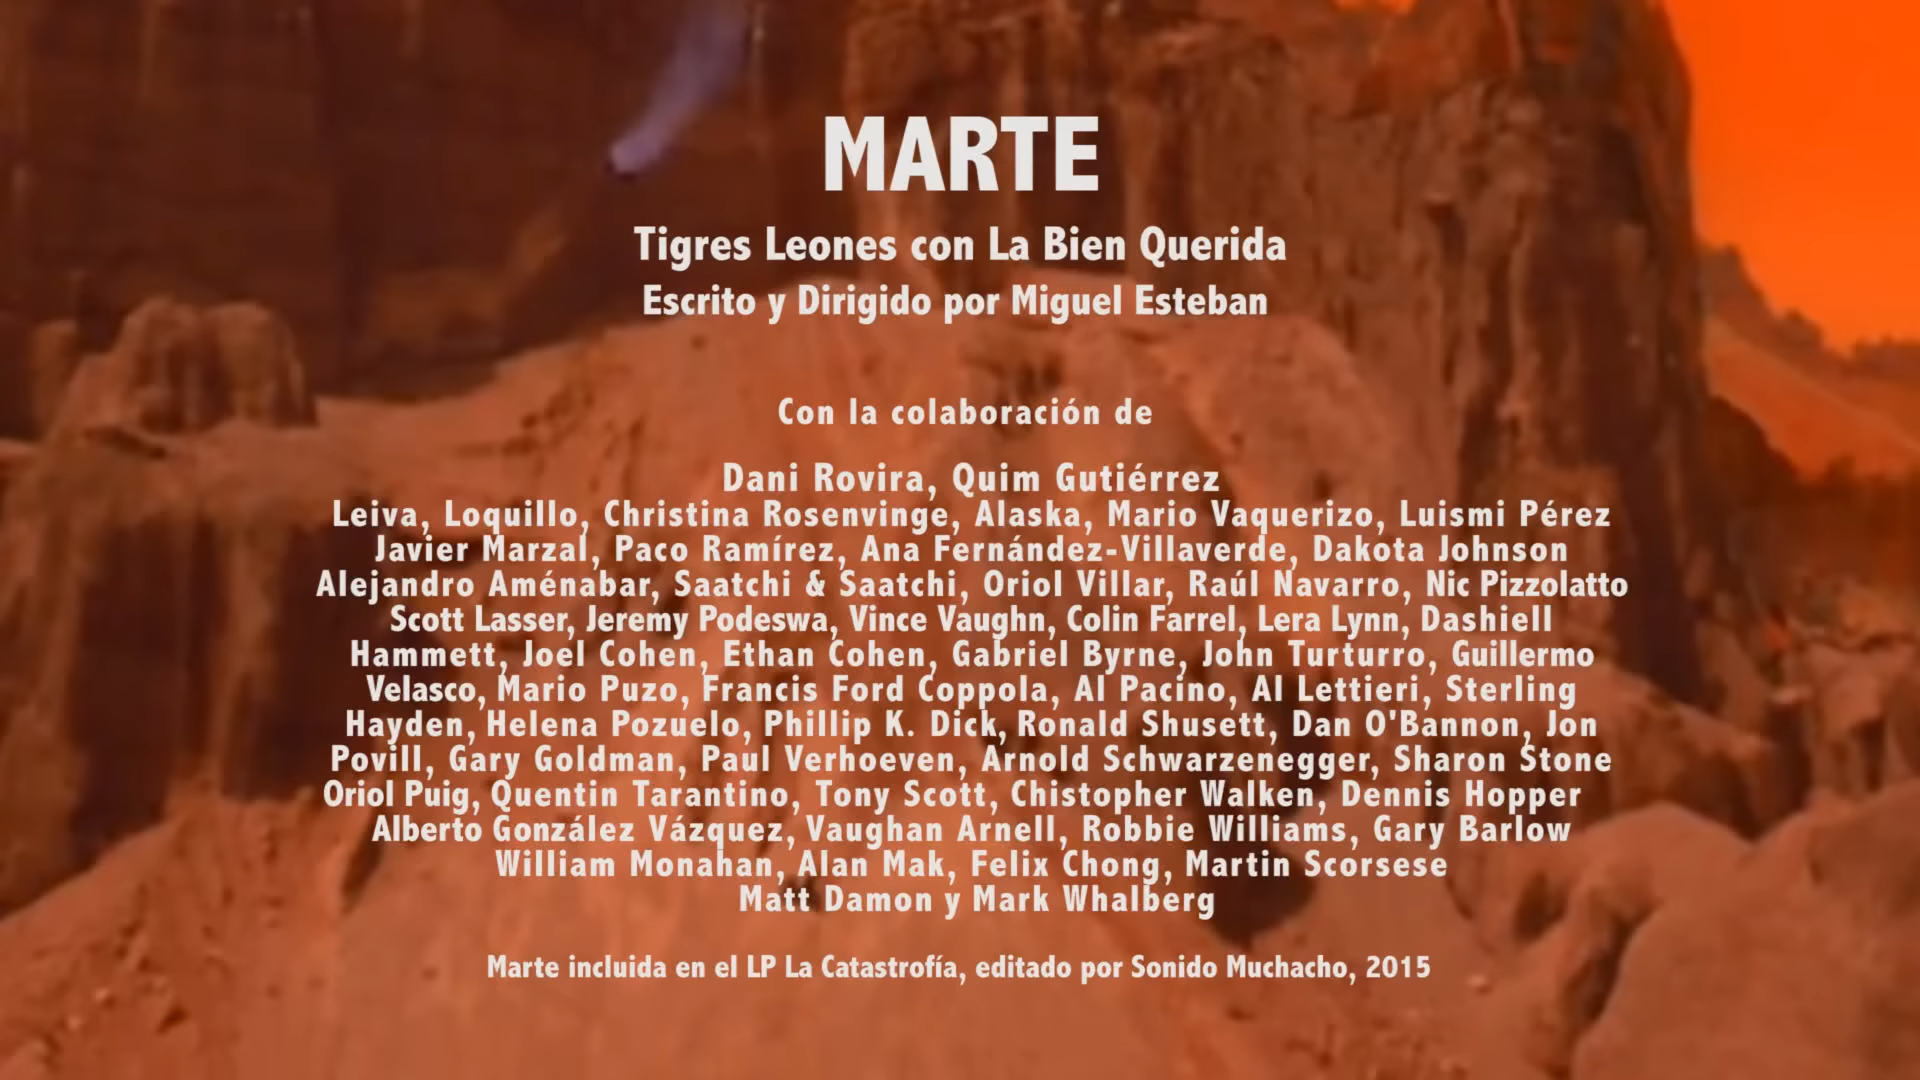 MARTE
Tigres Leones con La Bien Querida
Escrito y Dirigido por Miguel Esteban
Con la colaboración de
Dani Rovira, Quim Gutiérrez
Leiva, Loquillo, Christina Rosenvinge, Alaska, Mario Vaquerizo, Luismi Pérez
Javier Marzal, Paco Ramírez, Ana Fernández-Villaverde, Dakota Johnson
Alejandro Aménabar, Saatchi & Saatchi, Oriol Villar, Raúl Navarro, Nic Pizzolatto
Scott Lasser, Jeremy Podeswa, Vince Vaughn, Colin Farrel, Lera Lynn, Dashiell
Hammett, Joel Cohen, Ethan Cohen, Gabriel Byrne, John Turturro, Guillermo
Velasco, Mario Puzo, Francis Ford Coppola, Al Pacino, Al Lettieri, Sterling
Hayden, Helena Pozuelo, Phillip K. Dick, Ronald Shusett, Dan O'Bannon, Jon
Povill, Gary Goldman, Paul Verhoeven, Arnold Schwarzenegger, Sharon Stone
Oriol Puig, Quentin Tarantino, Tony Scott, Chistopher Walken, Dennis Hopper
Alberto González Vázquez, Vaughan Arnell, Robbie Williams, Gary Barlow
William Monahan, Alan Mak, Felix Chong, Martin Scorsese
Matt Damon y Mark Whalberg
Marte incluida en el LP La Catastrofía, editado por Sonido Muchacho, 2015